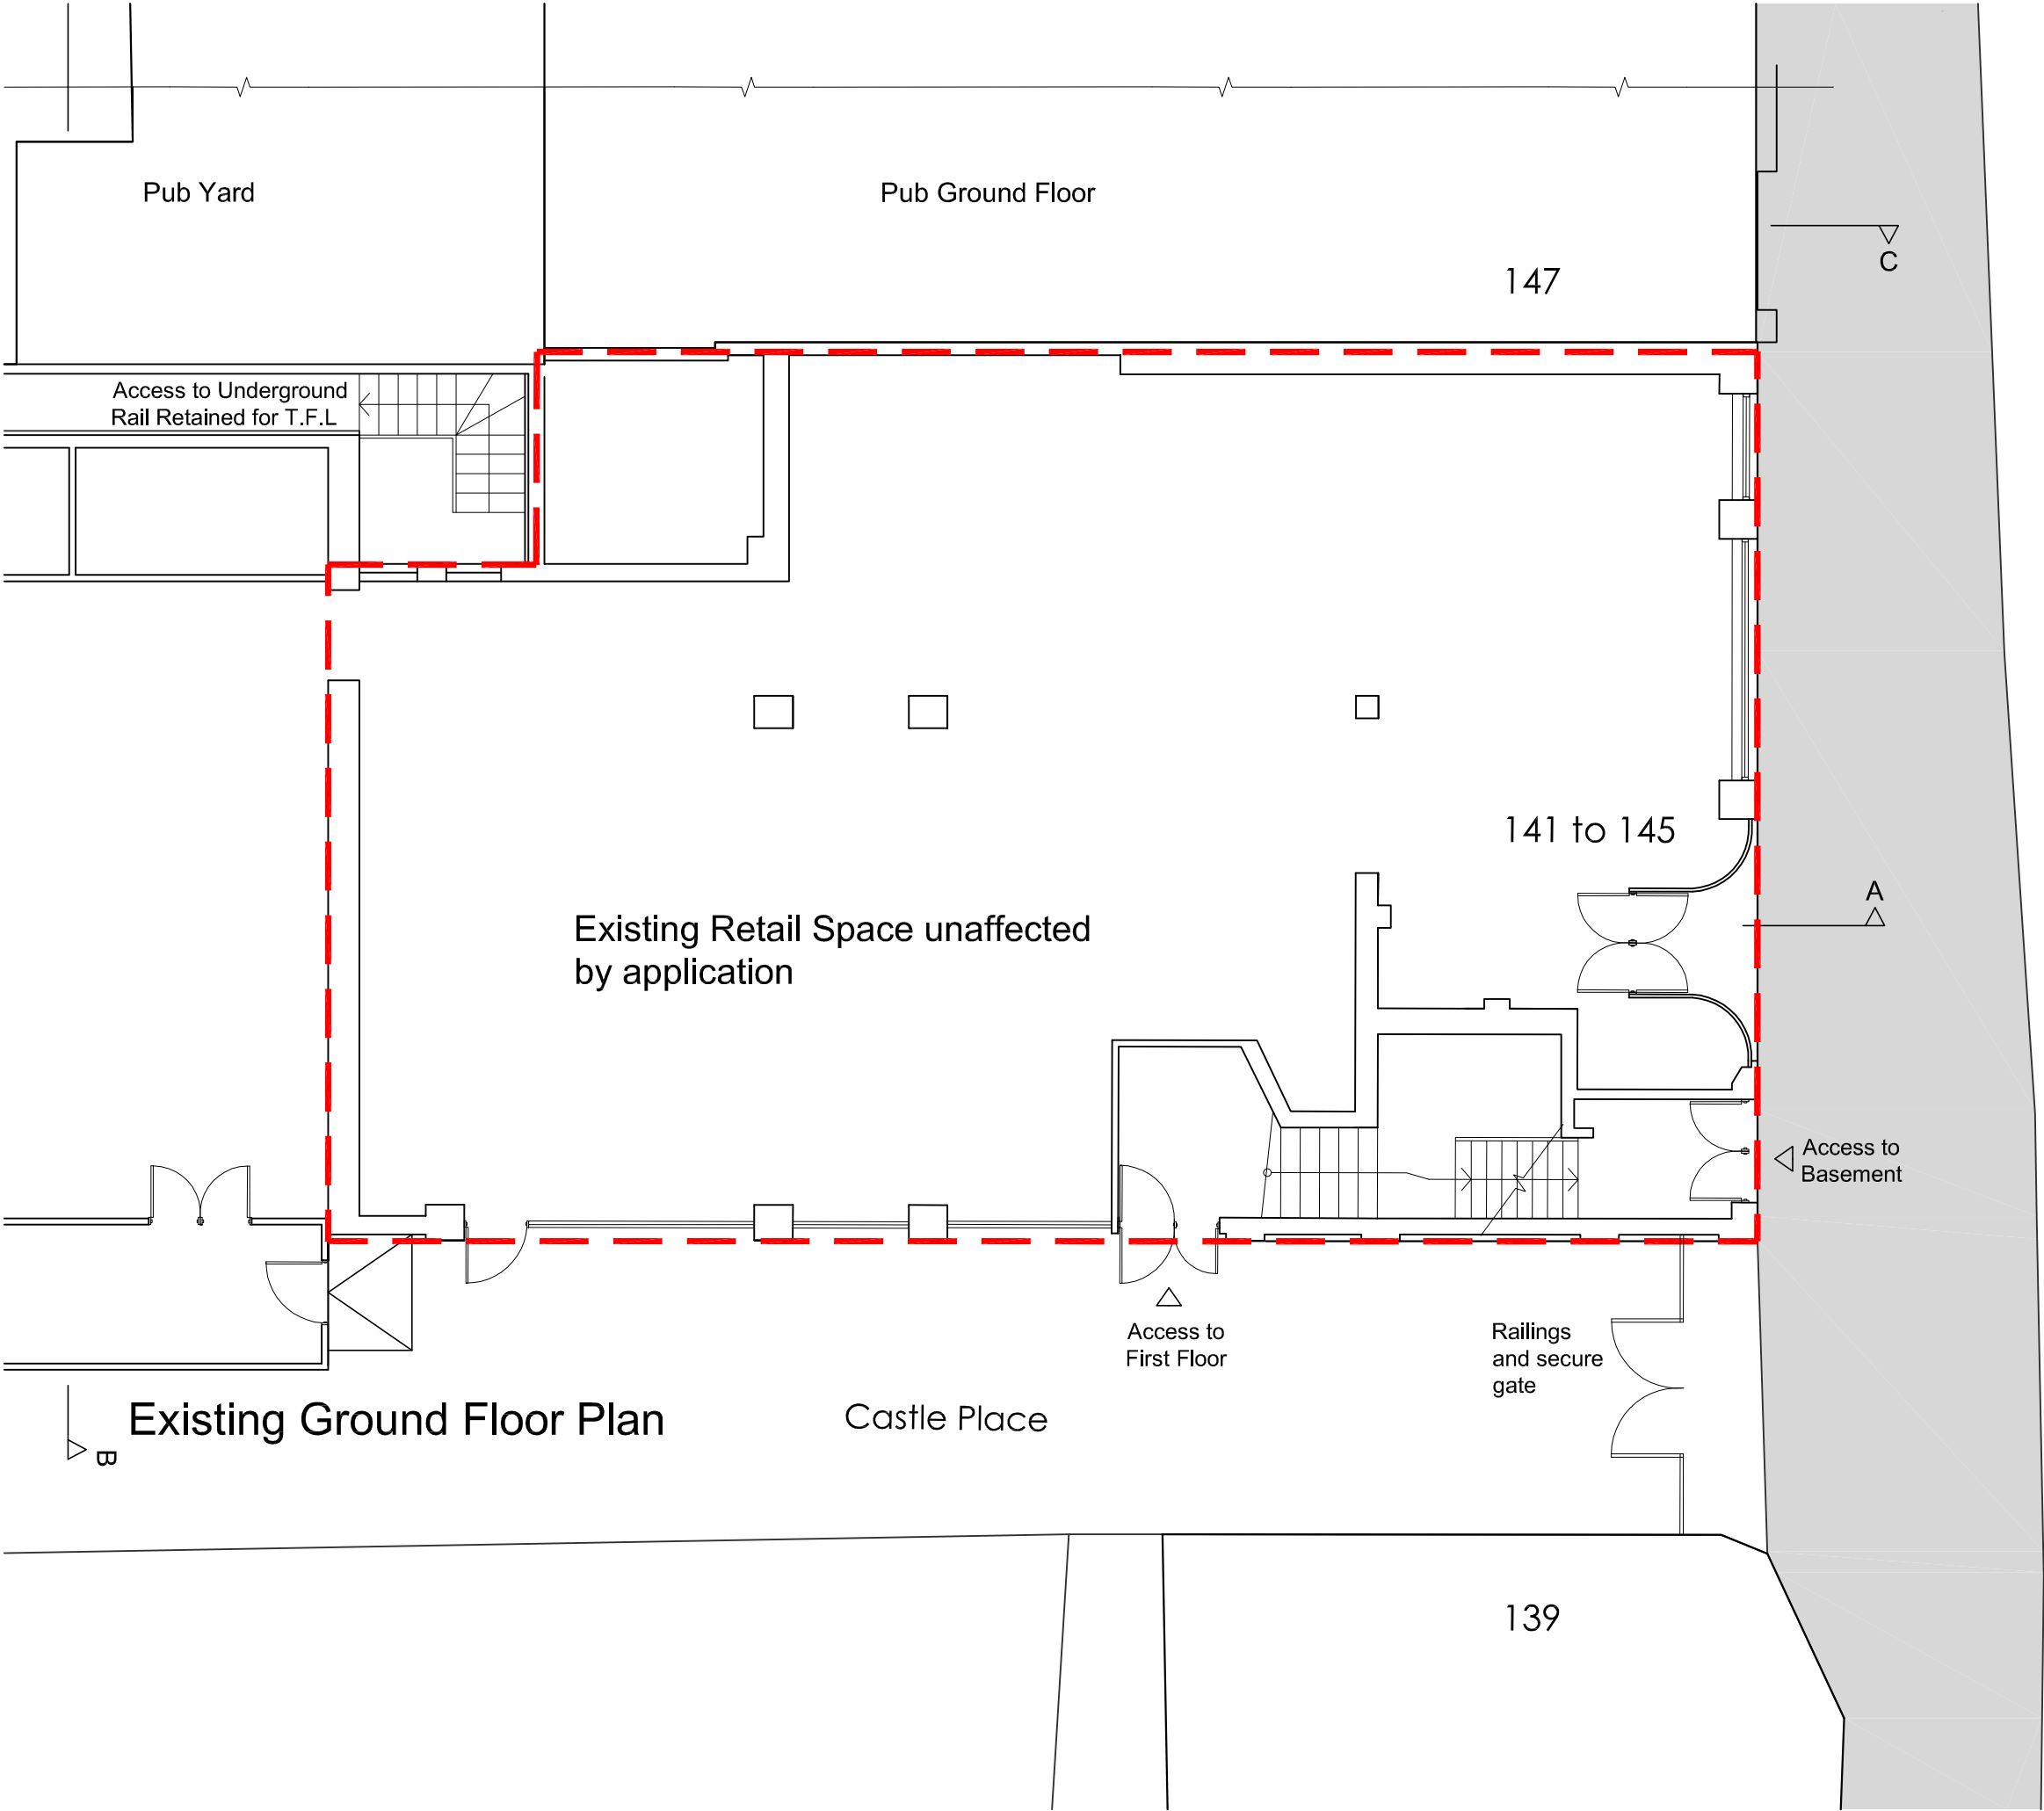 Pub Yard
Pub Ground Floor
C
147
Access to Underground
Rail Retained for T.F.L
141 to 145
A
Existing Retail Space unaffected
by application
Access to
Basement
Access to
First Floor
Railings
and secure
gate
Existing Ground Floor Plan
Castle Place
B
139